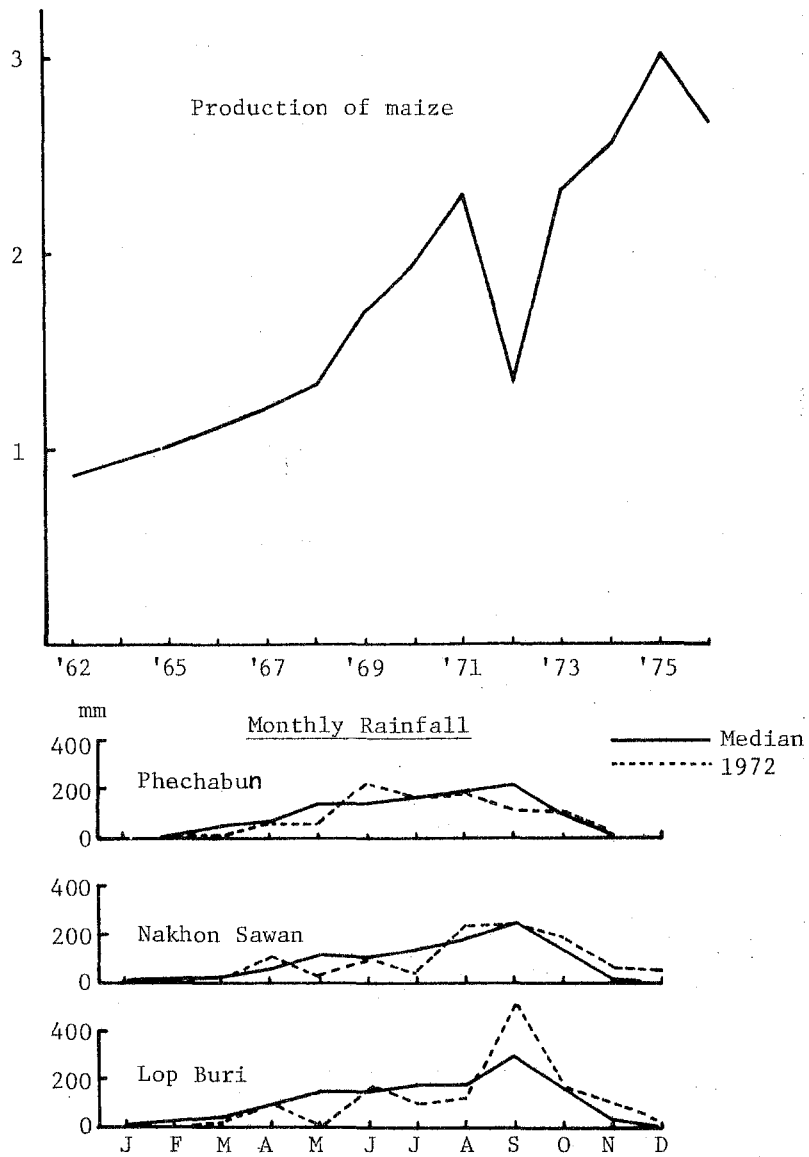 3
Production of maize
2
1
'62 '65 '67 '69 '71 '73 '75
mm
Monthly Rainfall
Median
1972
400
200
0
Phechabun
400
200
0
Nakhon Sawan
400
200
0
Lop Buri
J F M A M J J A S O N D